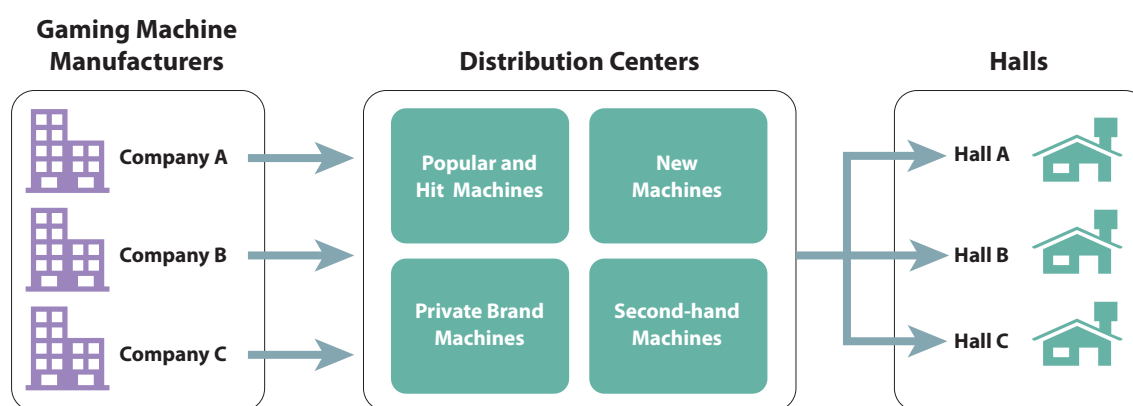 Gaming Machine
Manufacturers
Company A
Company B
Company C
Distribution Centers
Popular and
Hit Machines
New
Machines
Private Brand
Machines
Second-hand
Machines
Halls
Hall A
Hall B
Hall C